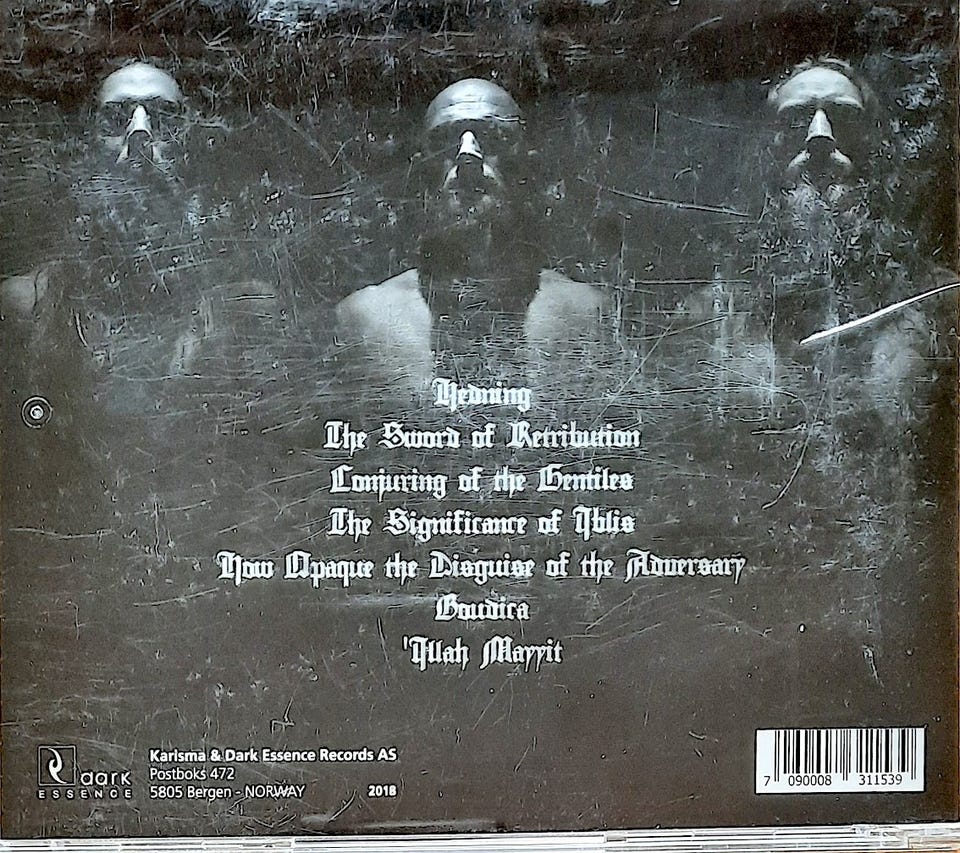 Hedning
The Sword of Retribution
Conjuring of the Gentiles
The Significance of Iblis
How Opaque the Disguise of the Adversary
Boudica
'Illah Mayyit
dark
ESSENCE
Karisma & Dark Essence Records AS
Postboks 472
5805 Bergen - NORWAY 2018
7 090008 311539